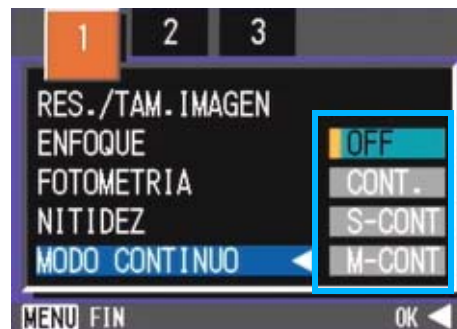 1 2 3
RES./TAM.IMAGEN
ENFOQUE OFF
FOTOMETRIA CONT.
NITIDEZ S-CONT
MODO CONTINUO M-CONT
MENU FIN OK